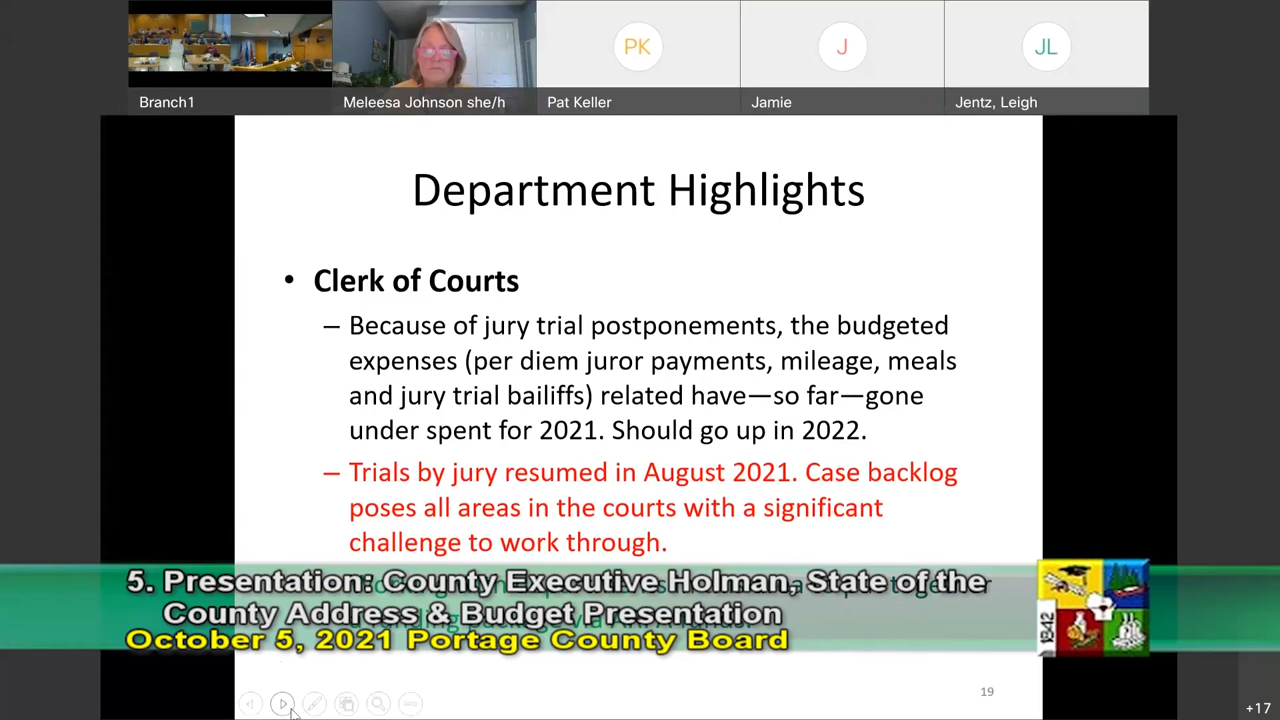 Branch1
Meleesa Johnson she/h
PK
Pat Keller
J
Jamie
JL
Jentz, Leigh
Department Highlights
• Clerk of Courts
– Because of jury trial postponements, the budgeted
expenses (per diem juror payments, mileage, meals
and jury trial bailiffs) related have—so far—gone
under spent for 2021. Should go up in 2022.
– Trials by jury resumed in August 2021. Case backlog
poses all areas in the courts with a significant
challenge to work through.
5. Presentation: County Executive Holman, State of the
County Address & Budget Presentation
October 5, 2021 Portage County Board
1842
19
+17